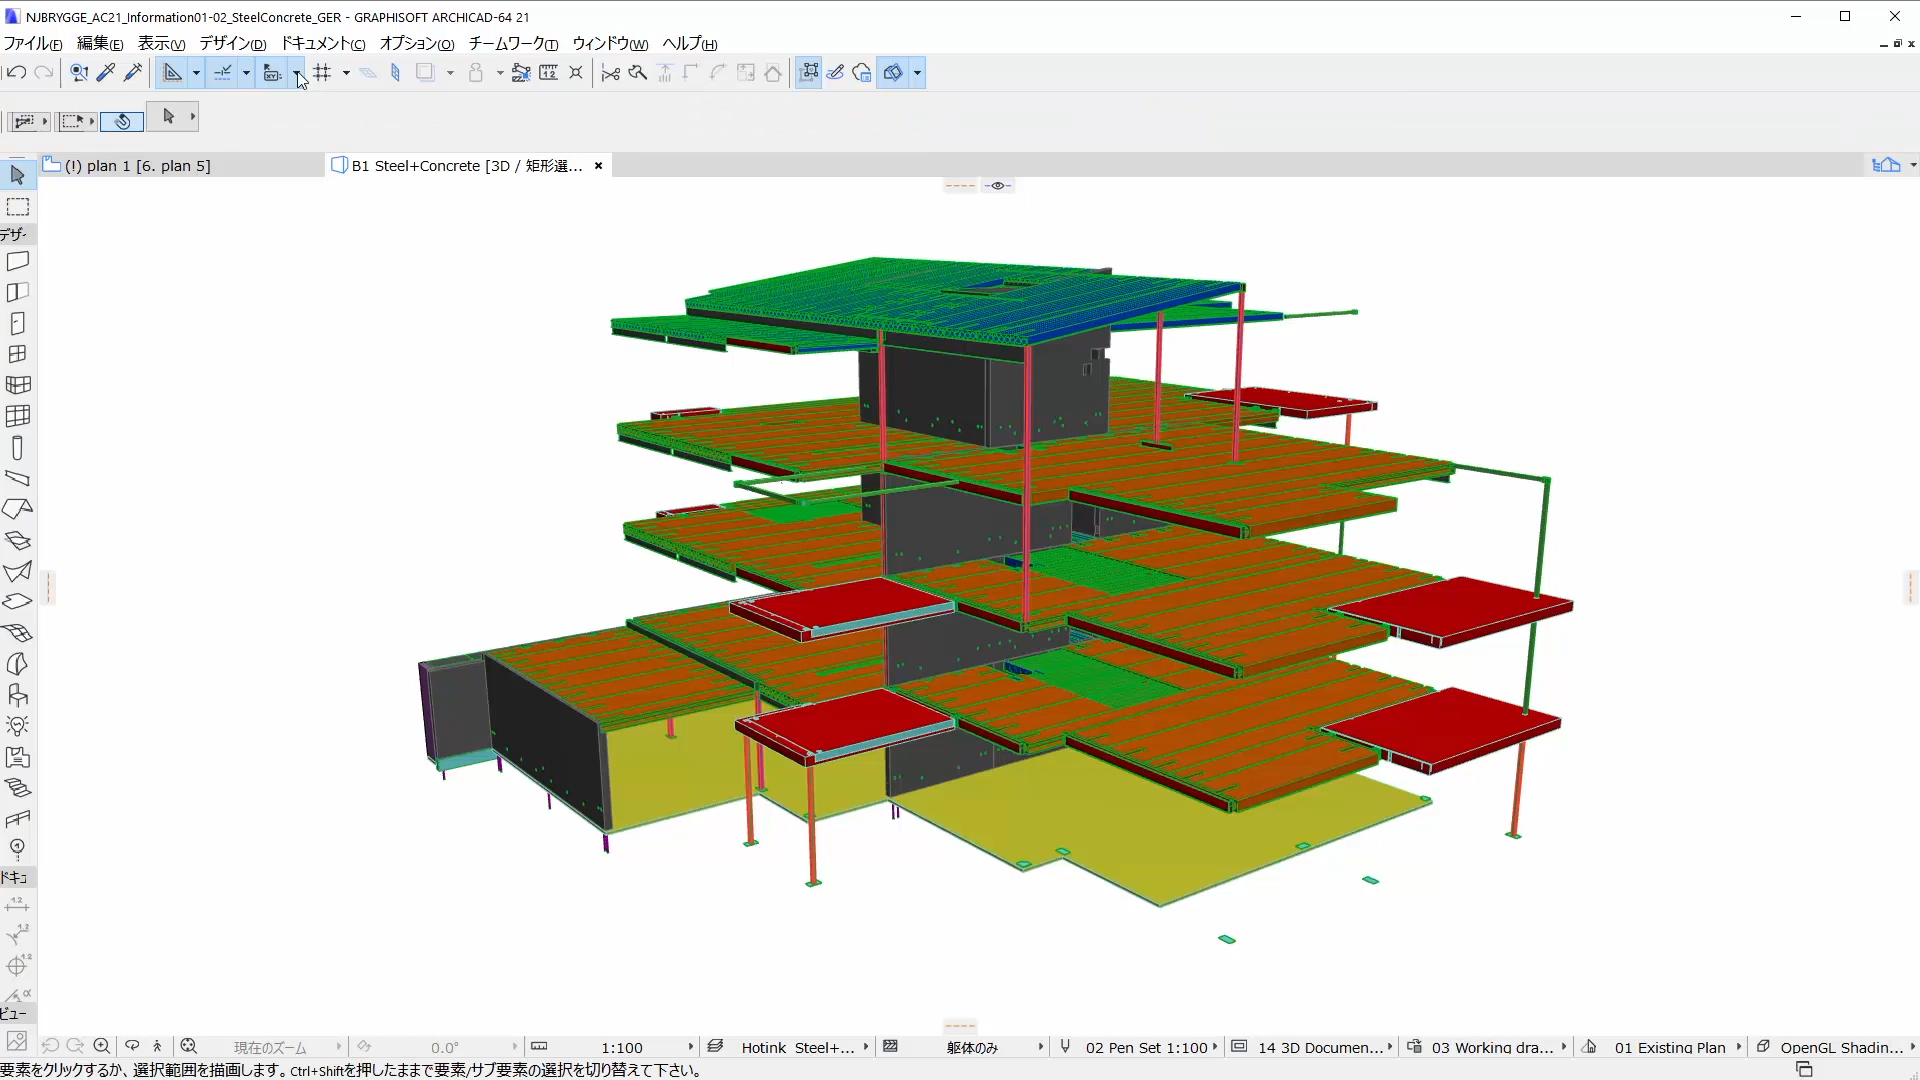 NJBRYGGE_AC21_Information01-02_SteelConcrete_GER - GRAPHISOFT ARCHICAD-64 21
ファイル(F) 編集(E) 表示(V) デザイン(D) ドキュメント(C) オプション(O) チームワーク(T) ウィンドウ(W) ヘルプ(H)
(!) plan 1 [6. plan 5]
B1 Steel+Concrete [3D / 矩形選...
デザ
ドキュ
ビュー
現在のズーム
0.0°
1:100
Hotink Steel+...
躯体のみ
02 Pen Set 1:100
14 3D Documen...
03 Working dra...
01 Existing Plan
OpenGL Shadin...
要素をクリックするか、選択範囲を描画します。Ctrl+Shiftを押したままで要素/サブ要素の選択を切り替えて下さい。